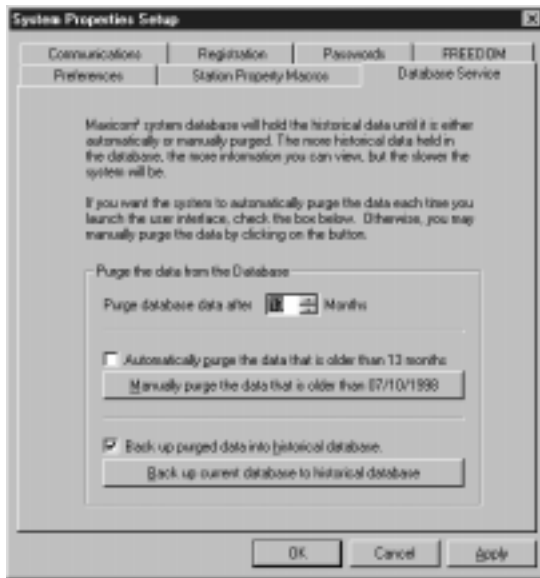 System Properties Setup
Communications Registration Passwords FREEDOM
Preferences Station Property Macros Database Service
Maxicom² system database will hold the historical data until it is either
automatically or manually purged. The more historical data held in
the database, the more information you can view, but the slower the
system will be.
If you want the system to automatically purge the data each time you
launch the user interface, check the box below. Otherwise, you may
manually purge the data by clicking on the button.
Purge the data from the Database
Purge database data after Months
Automatically purge the data that is older than 13 months
Manually purge the data that is older than 07/10/1998
Back up purged data into historical database.
Back up current database to historical database
OK Cancel Apply